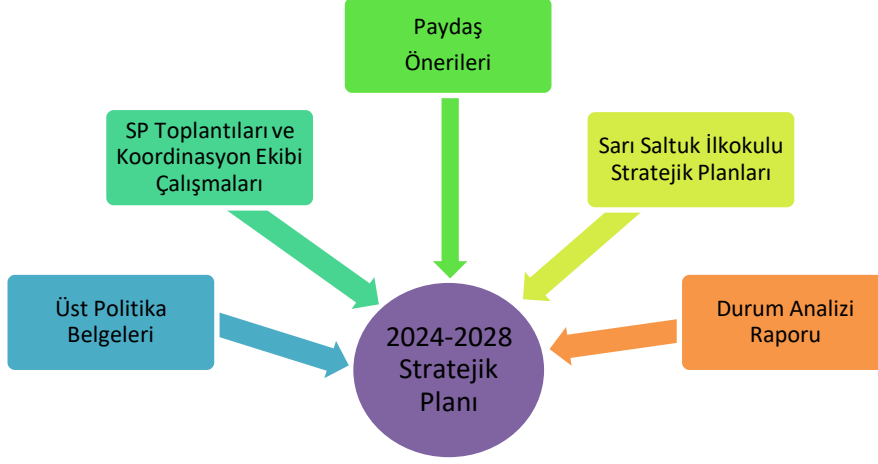 Paydaş
Önerileri
SP Toplantıları ve
Koordinasyon Ekibi
Çalışmaları
Sarı Saltuk İlkokulu
Stratejik Planları
Üst Politika
Belgeleri
Durum Analizi
Raporu
2024-2028
Stratejik
Planı